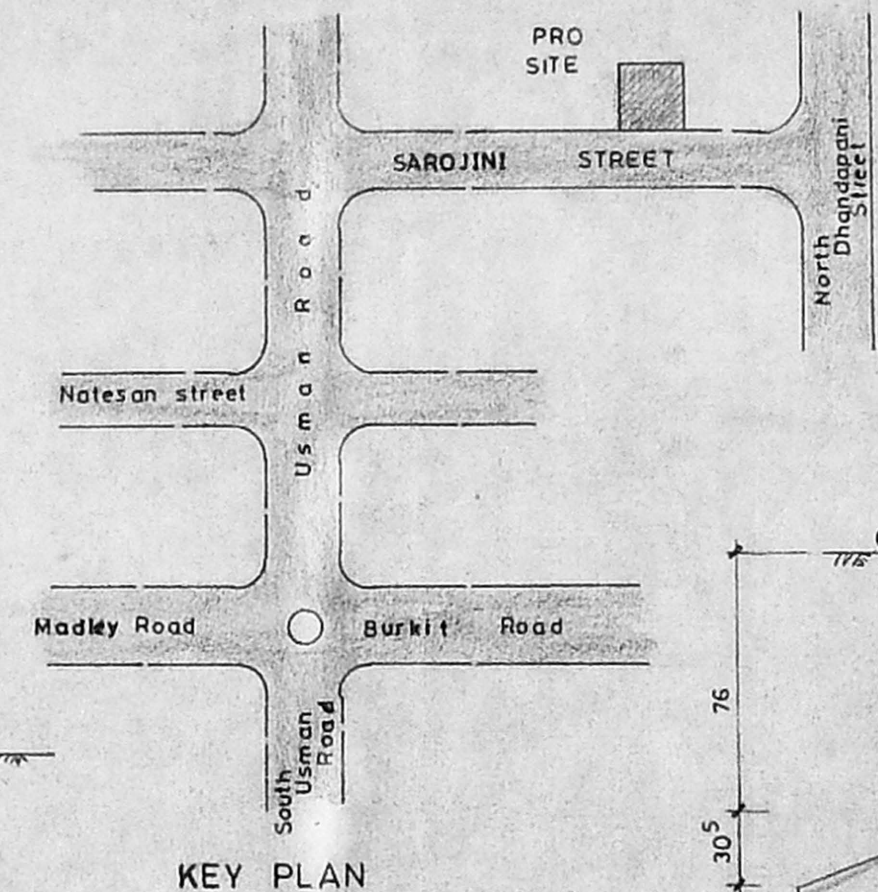 PRO
SITE
SAROJINI STREET
North
Dhandapani
Street
Usman Road
Natesan street
Madley Road
Burkit Road
South
Usman
Road
76
30⁵
KEY PLAN